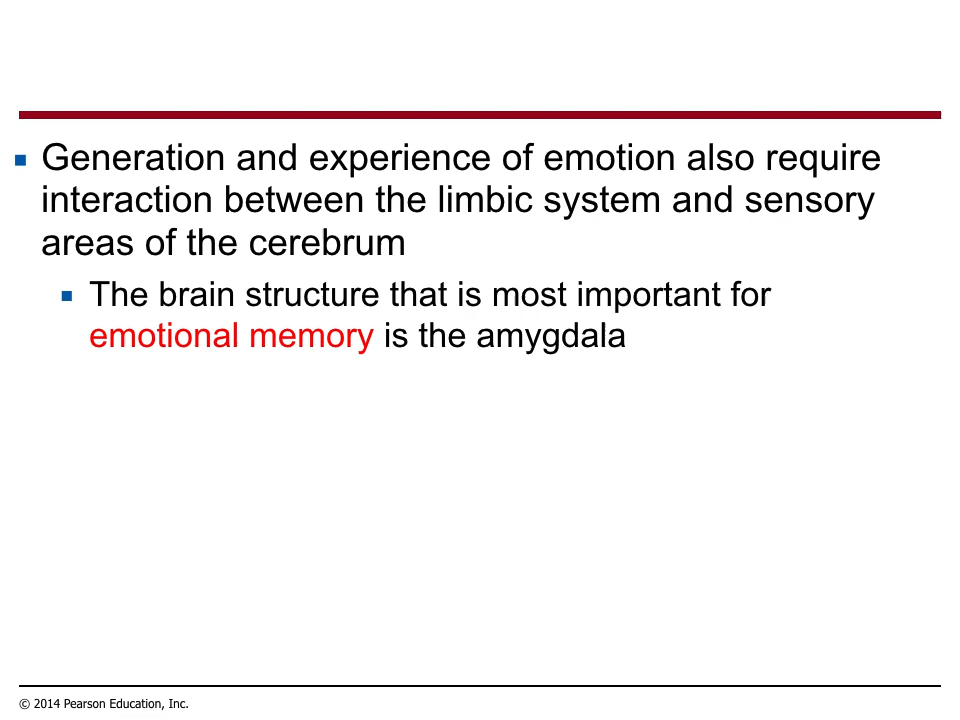 Generation and experience of emotion also require
interaction between the limbic system and sensory
areas of the cerebrum
The brain structure that is most important for
emotional memory is the amygdala
© 2014 Pearson Education, Inc.